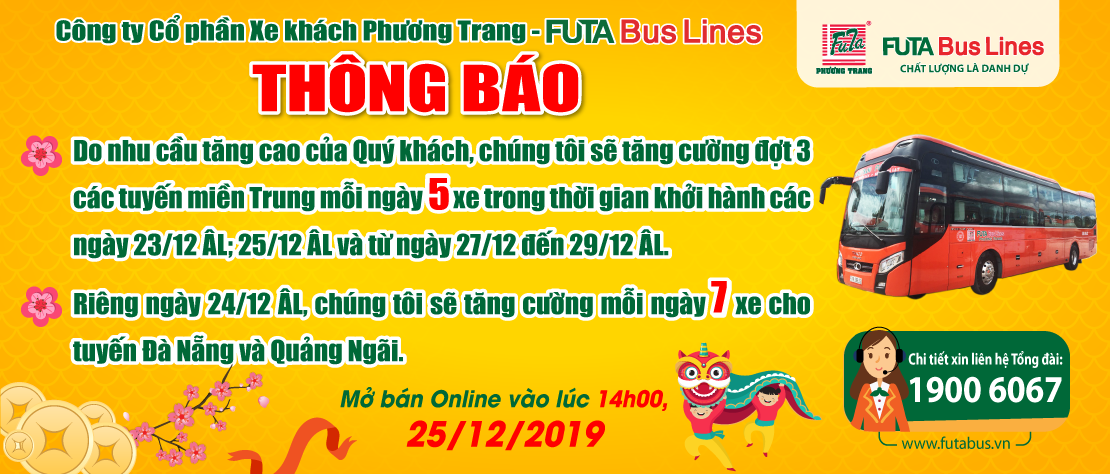 Công ty Cổ phần Xe khách Phương Trang - FUTA Bus Lines
THÔNG BÁO
FuTa
PHƯƠNG TRANG
FUTA Bus Lines
CHẤT LƯỢNG LÀ DANH DỰ
Do nhu cầu tăng cao của Quý khách, chúng tôi sẽ tăng cường đợt 3
các tuyến miền Trung mỗi ngày 5 xe trong thời gian khởi hành các
ngày 23/12 ÂL; 25/12 ÂL và từ ngày 27/12 đến 29/12 ÂL.
Riêng ngày 24/12 ÂL, chúng tôi sẽ tăng cường mỗi ngày 7 xe cho
tuyến Đà Nẵng và Quảng Ngãi.
Mở bán Online vào lúc 14h00,
25/12/2019
Chi tiết xin liên hệ Tổng đài:
1900 6067
www.futabus.vn